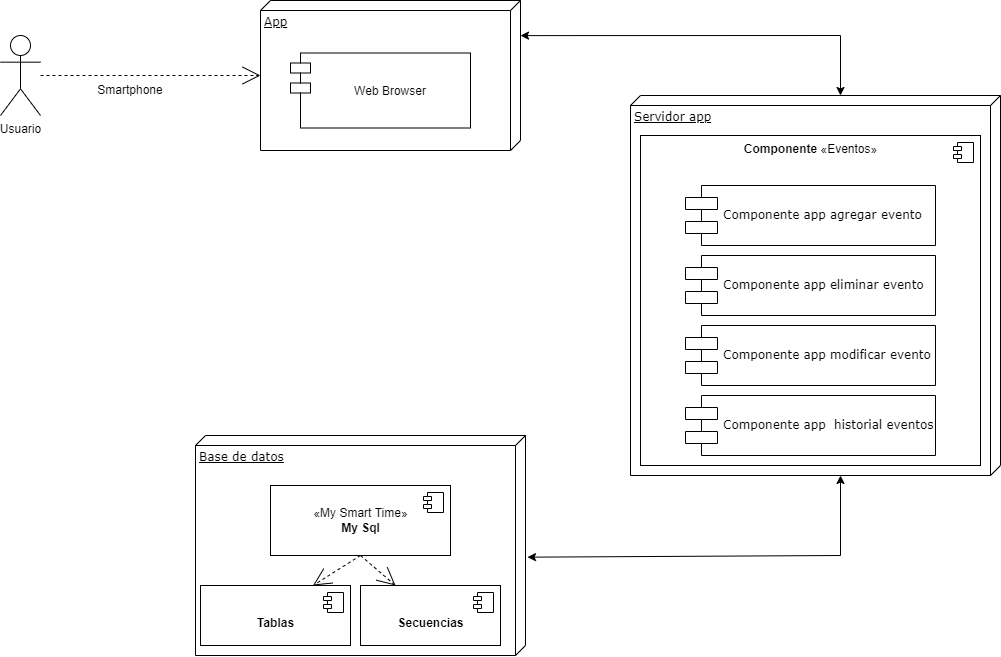 App
Web Browser
Smartphone
Usuario
Servidor app
Componente «Eventos»
Componente app agregar evento
Componente app eliminar evento
Componente app modificar evento
Componente app  historial eventos
Base de datos
«My Smart Time»
My Sql
Tablas
Secuencias